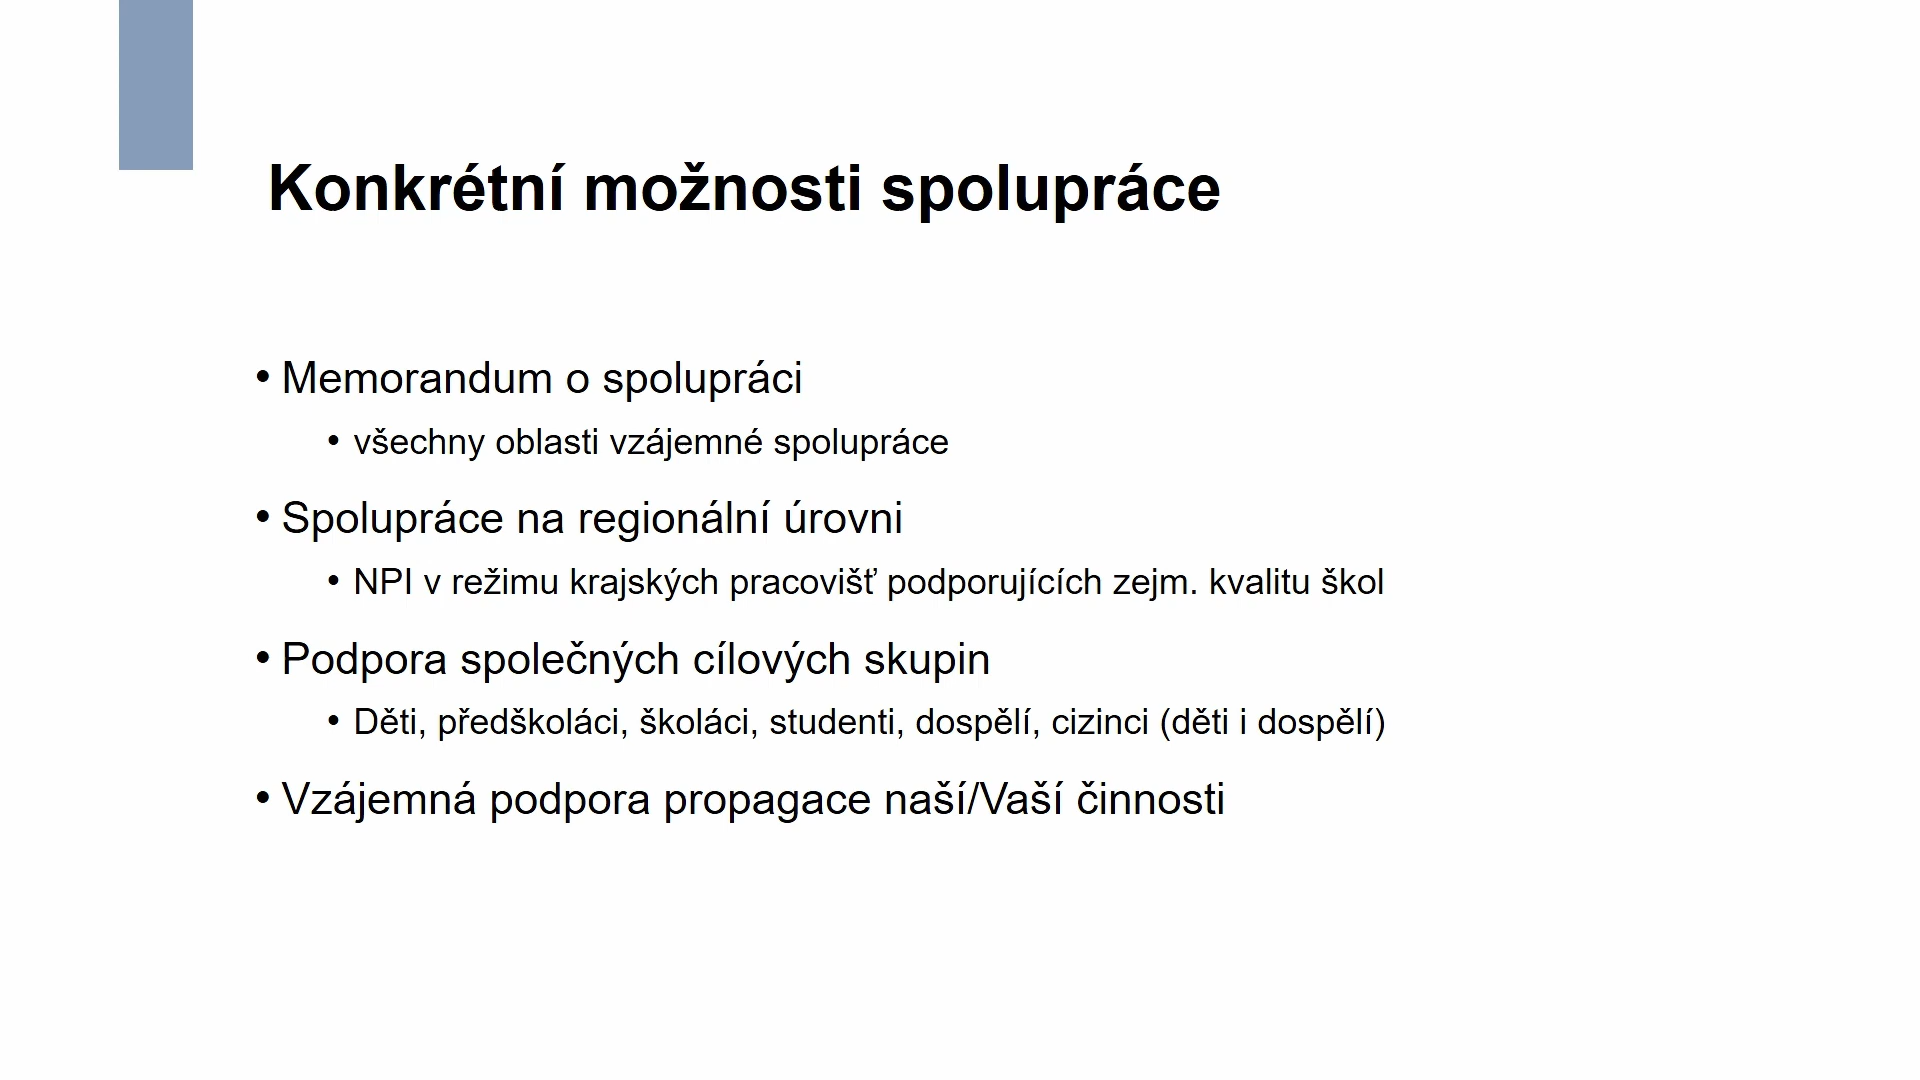 Konkrétní možnosti spolupráce
• Memorandum o spolupráci
• všechny oblasti vzájemné spolupráce
• Spolupráce na regionální úrovni
• NPI v režimu krajských pracovišť podporujících zejm. kvalitu škol
• Podpora společných cílových skupin
• Děti, předškoláci, školáci, studenti, dospělí, cizinci (děti i dospělí)
• Vzájemná podpora propagace naší/Vaší činnosti